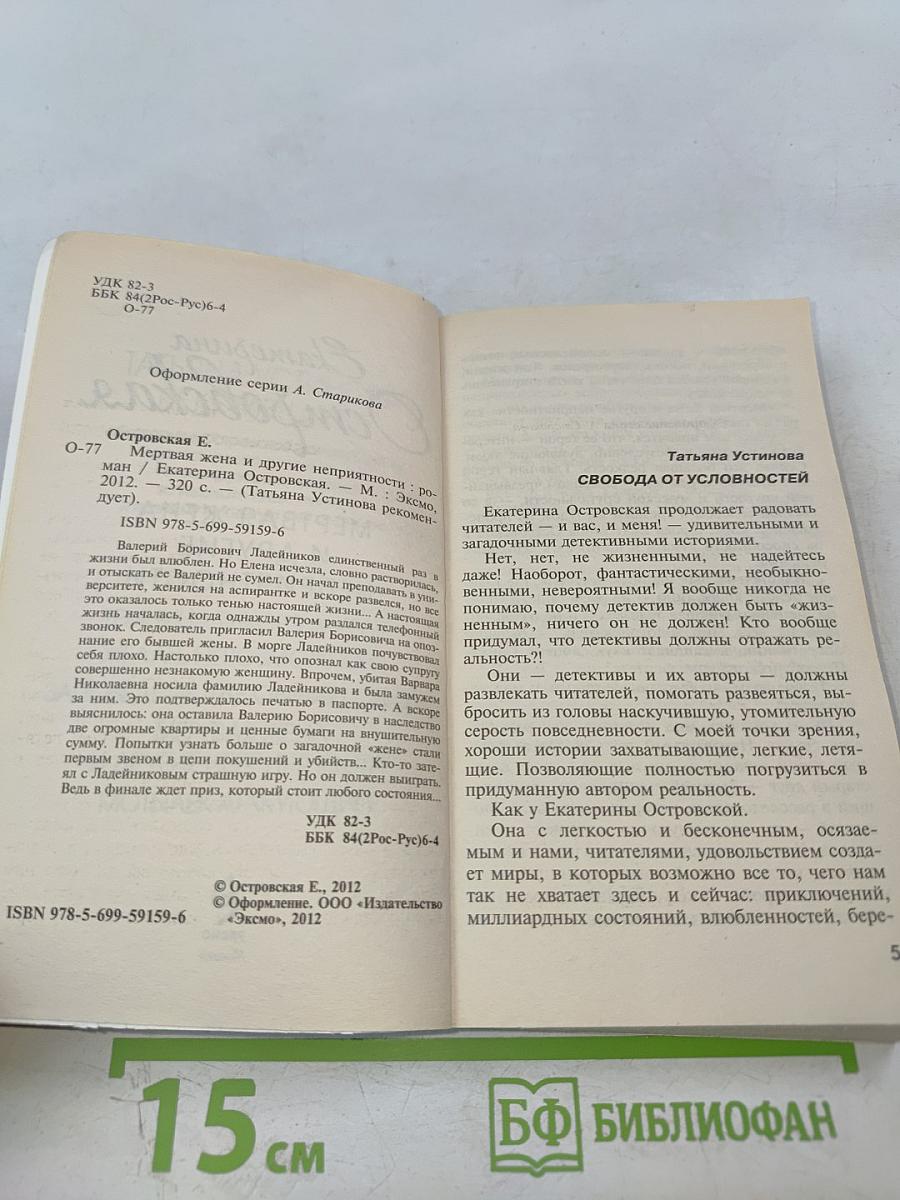 УДК 82-3
ББК 84(2Рос-Рус)6-4
О-77
Оформление серии А. Старикова
Островская Е.
О-77 Мертвая жена и другие неприятности : ро-
ман / Екатерина Островская. — М. : Эксмо,
2012. — 320 с. — (Татьяна Устинова рекомен-
дует).
ISBN 978-5-699-59159-6
Валерий Борисович Ладейников единственный раз в
жизни был влюблен. Но Елена исчезла, словно растворилась,
и отыскать ее Валерий не сумел. Он начал преподавать в уни-
верситете, женился на аспирантке и вскоре развелся, но все
это оказалось только тенью настоящей жизни... А настоящая
жизнь началась, когда однажды утром раздался телефонный
звонок. Следователь пригласил Валерия Борисовича на опоз-
нание его бывшей жены. В морге Ладейников почувствовал
себя плохо. Настолько плохо, что опознал как свою супругу
совершенно незнакомую женщину. Впрочем, убитая Варвара
Николаевна носила фамилию Ладейникова и была замужем
за ним. Это подтверждалось печатью в паспорте. А вскоре
выяснилось: она оставила Валерию Борисовичу в наследство
две огромные квартиры и ценные бумаги на внушительную
сумму. Попытки узнать больше о загадочной «жене» стали
первым звеном в цепи покушений и убийств... Кто-то зате-
ял с Ладейниковым страшную игру. Но он должен выиграть.
Ведь в финале ждет приз, который стоит любого состояния...
УДК 82-3
ББК 84(2Рос-Рус)6-4
© Островская Е., 2012
© Оформление. ООО «Издательство
«Эксмо», 2012
ISBN 978-5-699-59159-6
Татьяна Устинова
СВОБОДА ОТ УСЛОВНОСТЕЙ
Екатерина Островская продолжает радовать
читателей — и вас, и меня! — удивительными и
загадочными детективными историями.
Нет, нет, не жизненными, не надейтесь
даже! Наоборот, фантастическими, необыкно-
венными, невероятными! Я вообще никогда не
понимаю, почему детектив должен быть «жиз-
ненным», ничего он не должен! Кто вообще
придумал, что детективы должны отражать ре-
альность?!
Они — детективы и их авторы — должны
развлекать читателей, помогать развеяться, вы-
бросить из головы наскучившую, утомительную
серость повседневности. С моей точки зрения,
хороши истории захватывающие, легкие, летя-
щие. Позволяющие полностью погрузиться в
придуманную автором реальность.
Как у Екатерины Островской.
Она с легкостью и бесконечным, осязае-
мым и нами, читателями, удовольствием созда-
ет миры, в которых возможно все то, чего нам
так не хватает здесь и сейчас: приключений,
миллиардных состояний, влюбленностей, бере-
5
15 см
БФ БИБЛИОФАН